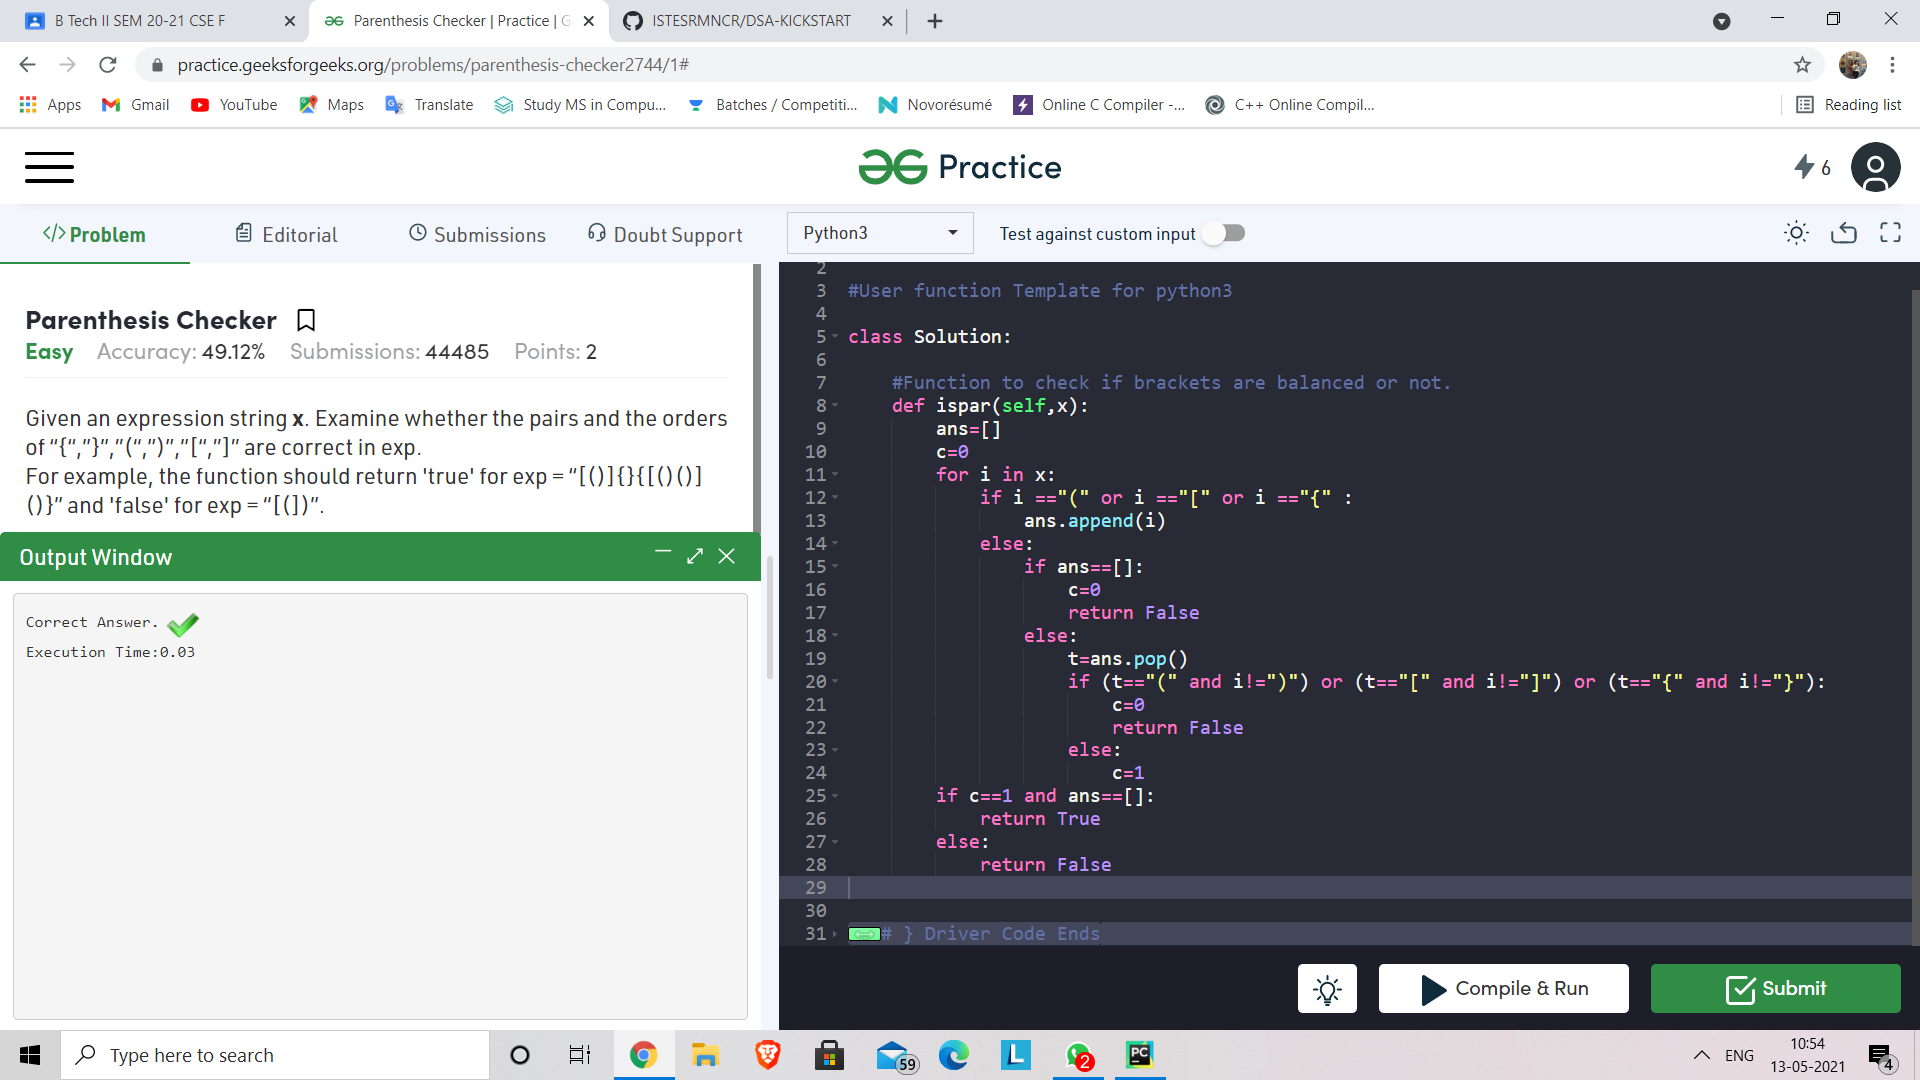 B Tech II SEM 20-21 CSE F
Parenthesis Checker | Practice | G
ISTESRMNCR/DSA-KICKSTART
practice.geeksforgeeks.org/problems/parenthesis-checker2744/1#
Apps
Gmail
YouTube
Maps
Translate
Study MS in Compu...
Batches / Competiti...
Novorésumé
Online C Compiler -...
C++ Online Compil...
Reading list
Practice
6
</>Problem
Editorial
Submissions
Doubt Support
Python3
Test against custom input
Parenthesis Checker
Easy Accuracy: 49.12% Submissions: 44485 Points: 2
Given an expression string x. Examine whether the pairs and the orders
of “{“,”}”,”(“,”)”,”[“,”]” are correct in exp.
For example, the function should return 'true' for exp = “[()]{}{[()()]
()}” and 'false' for exp = “[(])”.
Output Window
Correct Answer.
Execution Time:0.03
2
3 #User function Template for python3
4
5 class Solution:
6
7     #Function to check if brackets are balanced or not.
8     def ispar(self,x):
9         ans=[]
10         c=0
11         for i in x:
12             if i =="(" or i =="[" or i =="{" :
13                 ans.append(i)
14             else:
15                 if ans==[]:
16                     c=0
17                     return False
18                 else:
19                     t=ans.pop()
20                     if (t=="(" and i!=")") or (t=="[" and i!="]") or (t=="{" and i!="}"):
21                         c=0
22                         return False
23                     else:
24                         c=1
25         if c==1 and ans==[]:
26             return True
27         else:
28             return False
29
30
31 # } Driver Code Ends
Compile & Run
Submit
Type here to search
59
L
2
PC
ENG
10:54
13-05-2021
4